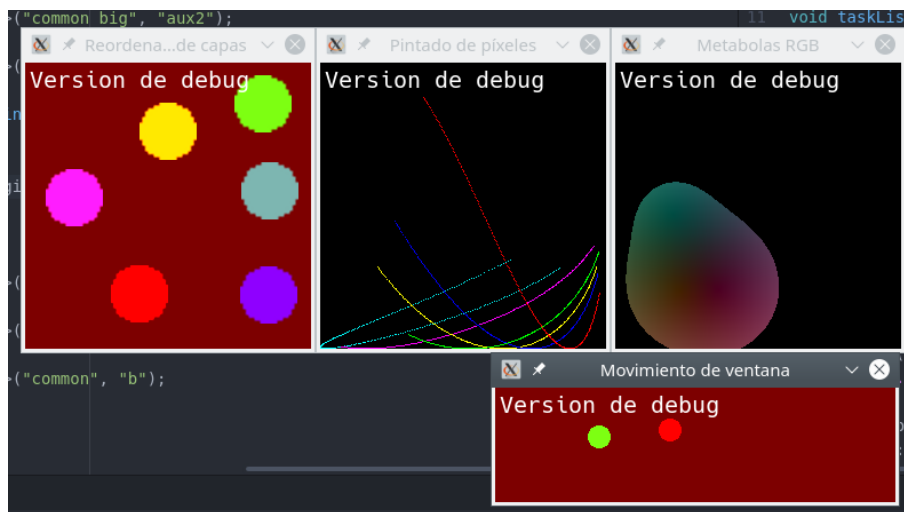 >("common big", "aux2");
11 void taskLis
Reordena...de capas
Pintado de píxeles
Metabolas RGB
Version de debug
Version de debug
Version de debug
>("common", "b");
Movimiento de ventana
Version de debug